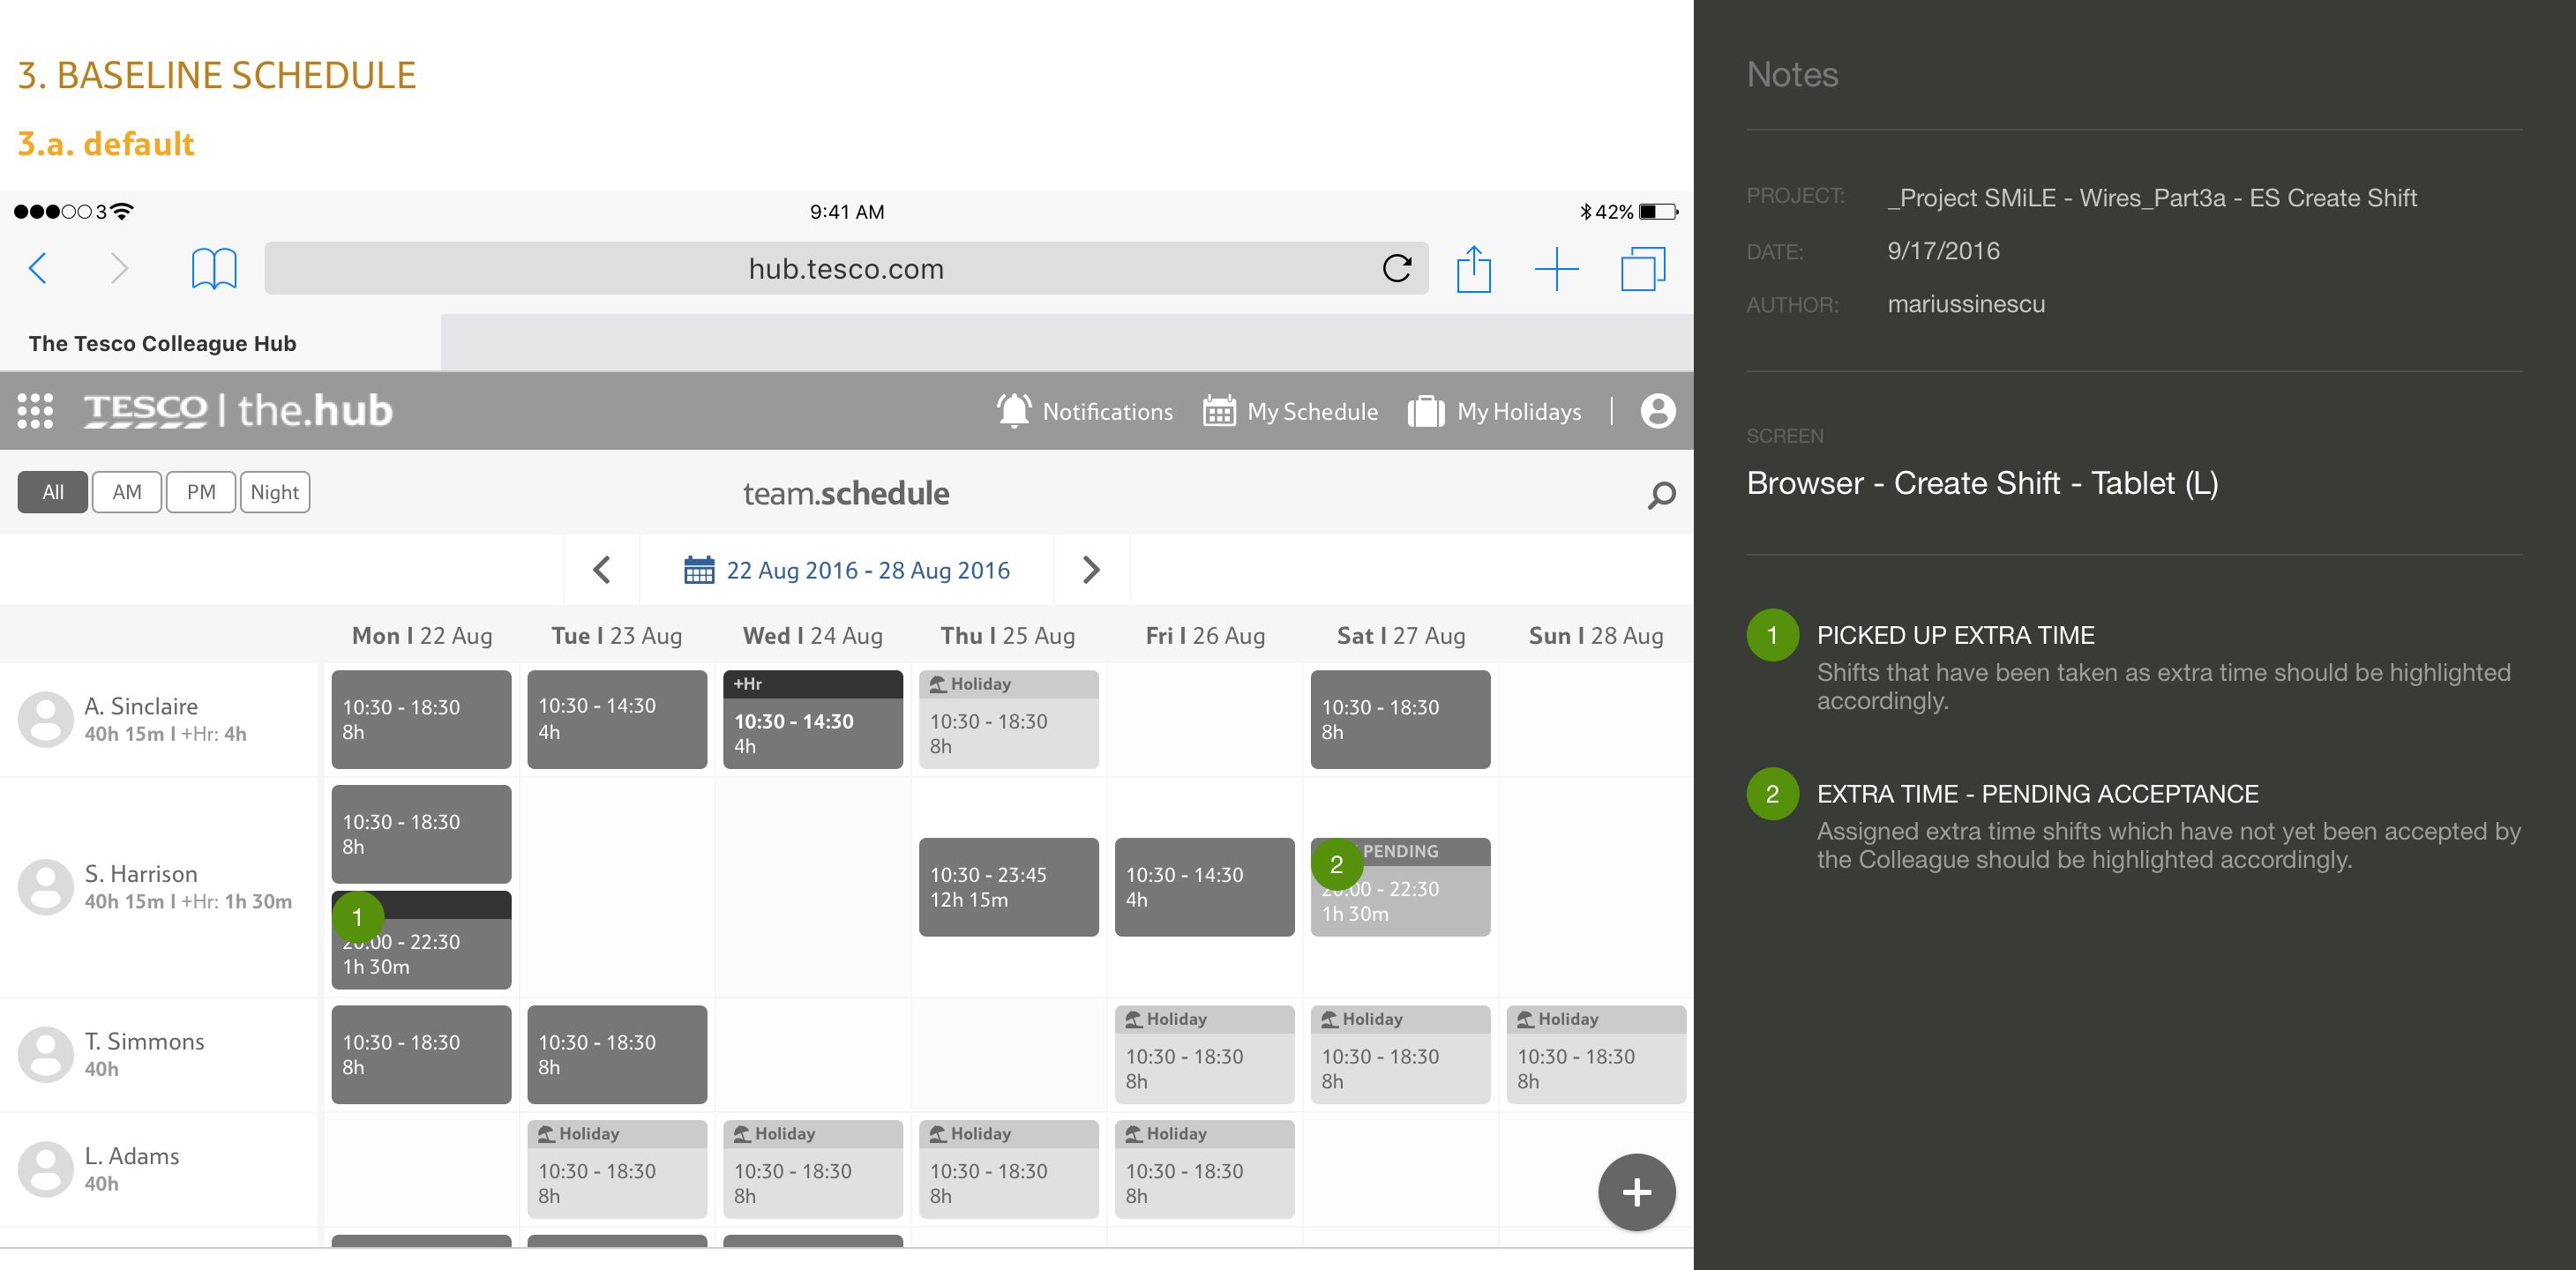 3. BASELINE SCHEDULE
3.a. default
3
9:41 AM
42%
hub.tesco.com
The Tesco Colleague Hub
TESCO | the.hub
Notifications
My Schedule
My Holidays
All
AM
PM
Night
team.schedule
22 Aug 2016 - 28 Aug 2016
Mon | 22 Aug
Tue | 23 Aug
Wed | 24 Aug
Thu | 25 Aug
Fri | 26 Aug
Sat | 27 Aug
Sun | 28 Aug
A. Sinclaire
40h 15m | +Hr: 4h
10:30 - 18:30
8h
10:30 - 14:30
4h
+Hr
10:30 - 14:30
4h
Holiday
10:30 - 18:30
8h
10:30 - 18:30
8h
S. Harrison
40h 15m | +Hr: 1h 30m
10:30 - 18:30
8h
1
- 22:30
1h 30m
10:30 - 23:45
12h 15m
10:30 - 14:30
4h
2
PENDING
- 22:30
1h 30m
T. Simmons
40h
10:30 - 18:30
8h
10:30 - 18:30
8h
Holiday
10:30 - 18:30
8h
Holiday
10:30 - 18:30
8h
Holiday
10:30 - 18:30
8h
L. Adams
40h
Holiday
10:30 - 18:30
8h
Holiday
10:30 - 18:30
8h
Holiday
10:30 - 18:30
8h
Holiday
10:30 - 18:30
8h
Notes
PROJECT: _Project SMiLE - Wires_Part3a - ES Create Shift
DATE: 9/17/2016
AUTHOR: mariussinescu
SCREEN
Browser - Create Shift - Tablet (L)
1 PICKED UP EXTRA TIME
Shifts that have been taken as extra time should be highlighted
accordingly.
2 EXTRA TIME - PENDING ACCEPTANCE
Assigned extra time shifts which have not yet been accepted by
the Colleague should be highlighted accordingly.